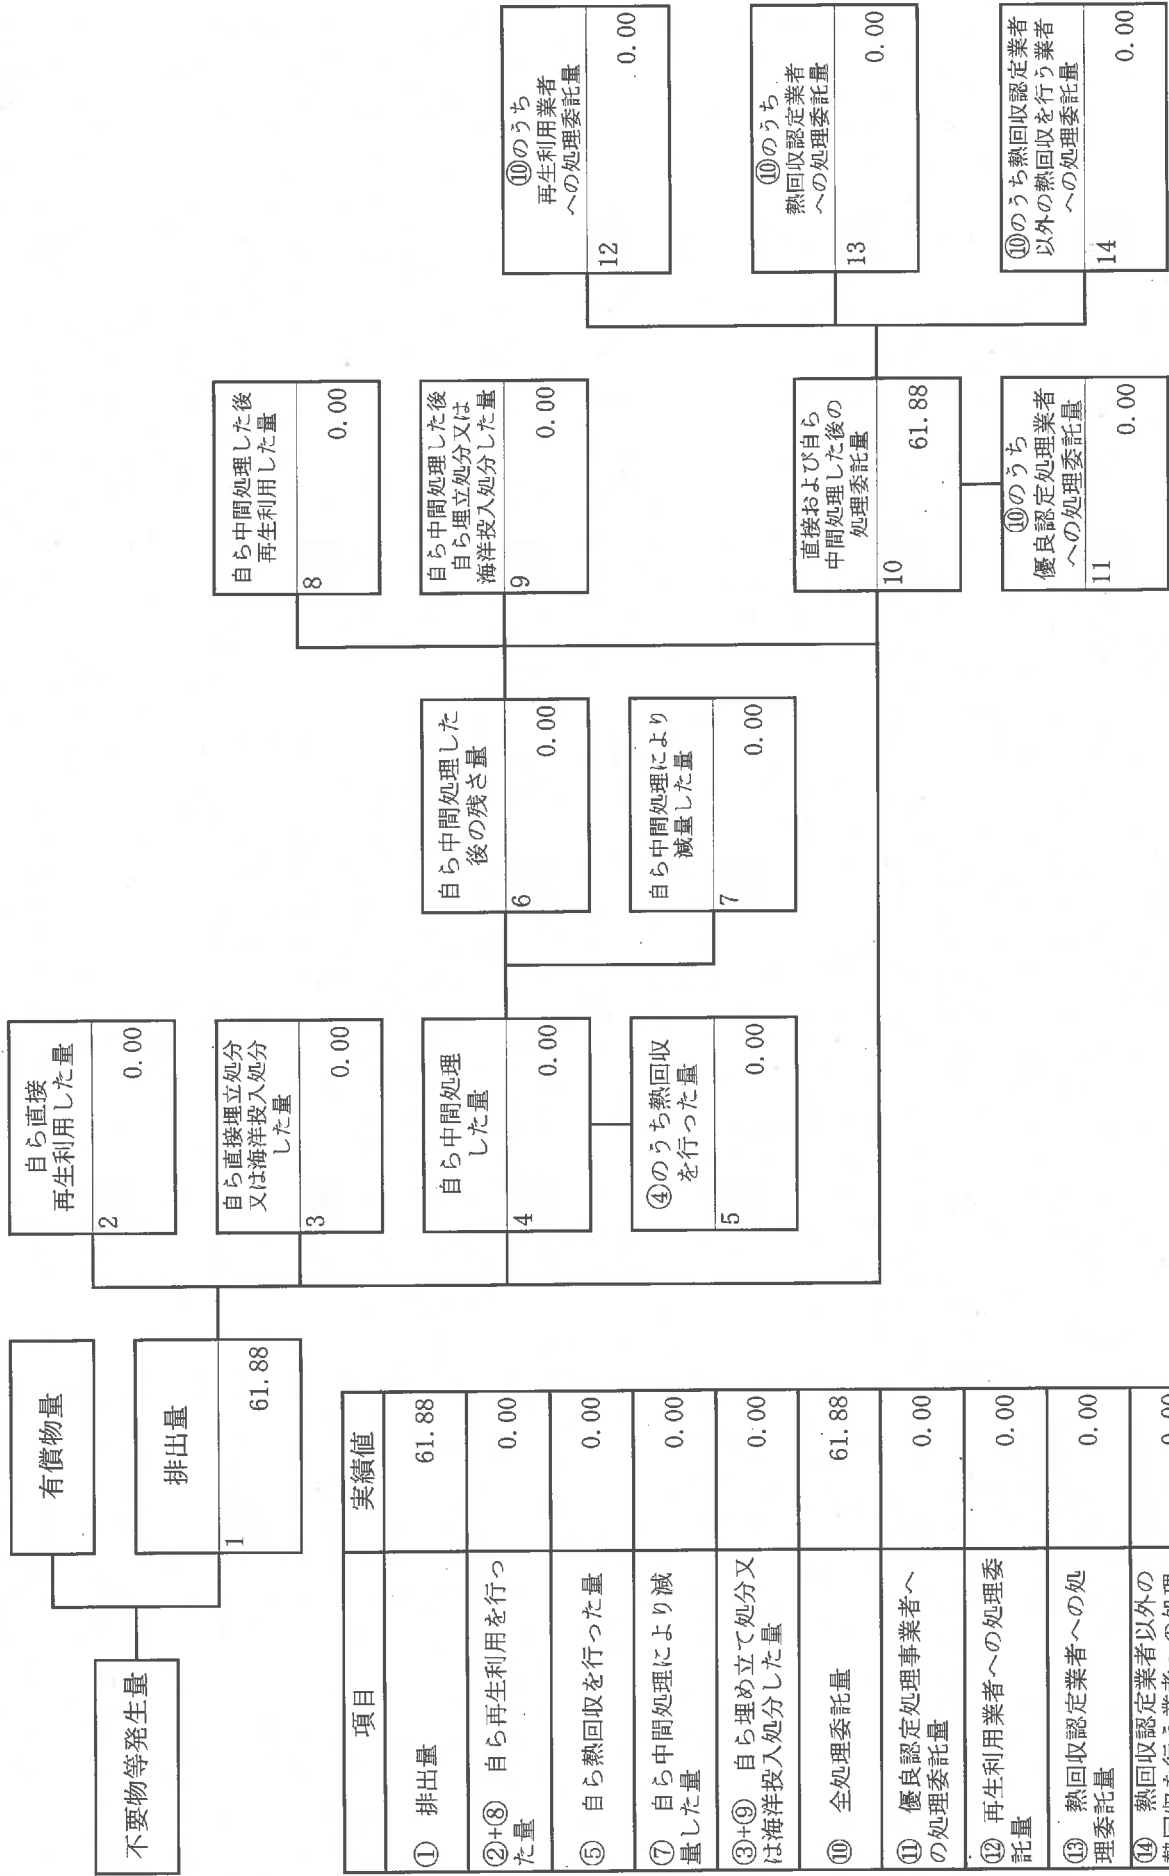 不要物等発生量
有償物量
排出量
1
61.88
自ら直接
再生利用した量
2
0.00
自ら直接埋立処分
又は海洋投入処分
した量
3
0.00
自ら中間処理
した量
4
0.00
④のうち熱回収
を行った量
5
0.00
自ら中間処理した
後の残さ量
6
0.00
自ら中間処理により
減量した量
7
0.00
自ら中間処理した後
再生利用した量
8
0.00
自ら中間処理した後
自ら埋立処分又は
海洋投入処分した量
9
0.00
直接および自ら
中間処理した後の
処理委託量
10
61.88
⑩のうち
優良認定処理業者
への処理委託量
11
0.00
⑩のうち
再生利用業者
への処理委託量
12
0.00
⑩のうち
熱回収認定業者
への処理委託量
13
0.00
⑩のうち熱回収認定業者
以外の熱回収を行う業者
への処理委託量
14
0.00
項目 実績値
① 排出量 61.88
②+⑧ 自ら再生利用を行っ
た量 0.00
⑤ 自ら熱回収を行った量 0.00
⑦ 自ら中間処理により減
量した量 0.00
③+⑨ 自ら埋め立て処分又
は海洋投入処分した量 0.00
⑩ 全処理委託量 61.88
⑪ 優良認定処理事業者へ
の処理委託量 0.00
⑫ 再生利用業者への処理委
託量 0.00
⑬ 熱回収認定業者への処
理委託量 0.00
⑭ 熱回収認定業者以外の
熱回収を行う業者への処理
0.00